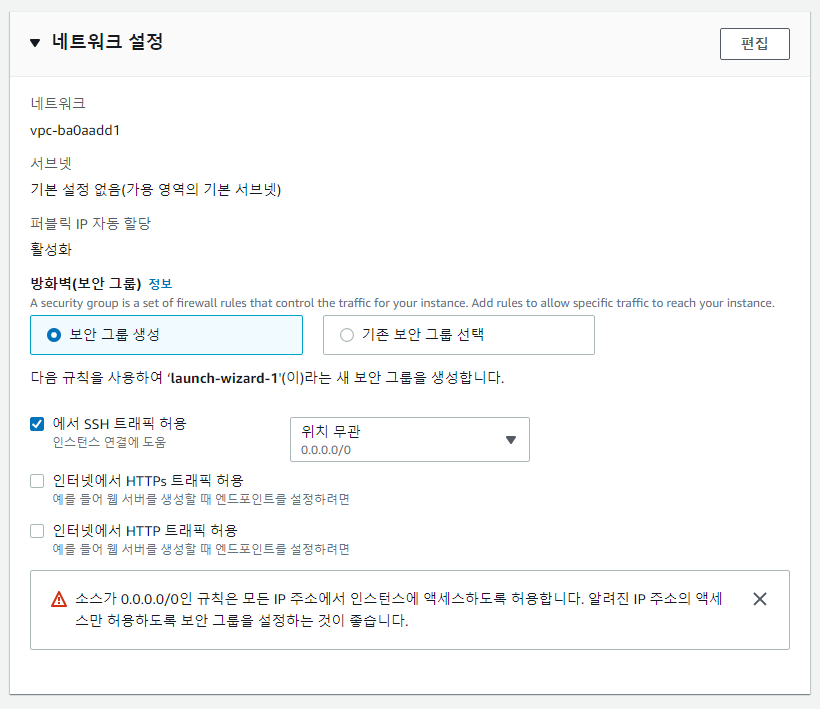 네트워크 설정
편집
네트워크
vpc-ba0aadd1
서브넷
기본 설정 없음(가용 영역의 기본 서브넷)
퍼블릭 IP 자동 할당
활성화
방화벽(보안 그룹) 정보
A security group is a set of firewall rules that control the traffic for your instance. Add rules to allow specific traffic to reach your instance.
보안 그룹 생성
기존 보안 그룹 선택
다음 규칙을 사용하여 'launch-wizard-1'(이)라는 새 보안 그룹을 생성합니다.
에서 SSH 트래픽 허용
인스턴스 연결에 도움
위치 무관
0.0.0.0/0
인터넷에서 HTTPs 트래픽 허용
예를 들어 웹 서버를 생성할 때 엔드포인트를 설정하려면
인터넷에서 HTTP 트래픽 허용
예를 들어 웹 서버를 생성할 때 엔드포인트를 설정하려면
소스가 0.0.0.0/0인 규칙은 모든 IP 주소에서 인스턴스에 액세스하도록 허용합니다. 알려진 IP 주소의 액세
스만 허용하도록 보안 그룹을 설정하는 것이 좋습니다.